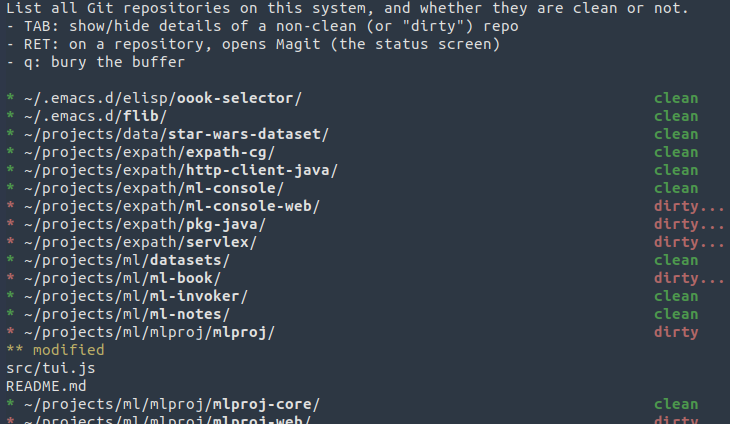 List all Git repositories on this system, and whether they are clean or not.
- TAB: show/hide details of a non-clean (or "dirty") repo
- RET: on a repository, opens Magit (the status screen)
- q: bury the buffer
* ~/.emacs.d/elisp/oook-selector/ clean
* ~/.emacs.d/flib/ clean
* ~/projects/data/star-wars-dataset/ clean
* ~/projects/expath/expath-cg/ clean
* ~/projects/expath/http-client-java/ clean
* ~/projects/expath/ml-console/ clean
* ~/projects/expath/ml-console-web/ dirty...
* ~/projects/expath/pkg-java/ dirty...
* ~/projects/expath/servlex/ dirty...
* ~/projects/ml/datasets/ clean
* ~/projects/ml/ml-book/ dirty...
* ~/projects/ml/ml-invoker/ clean
* ~/projects/ml/ml-notes/ clean
* ~/projects/ml/mlproj/mlproj/ dirty
** modified
src/tui.js
README.md
* ~/projects/ml/mlproj/mlproj-core/ clean
* ~/projects/ml/mlproj/mlproj-web/ dirty